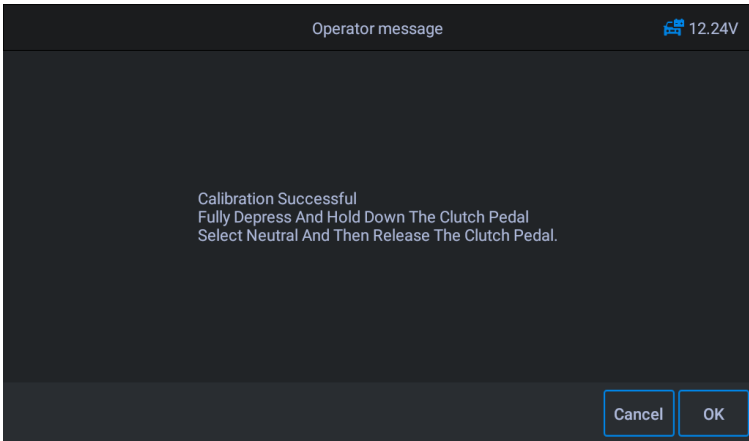 Operator message
12.24V
Calibration Successful
Fully Depress And Hold Down The Clutch Pedal
Select Neutral And Then Release The Clutch Pedal.
Cancel
OK